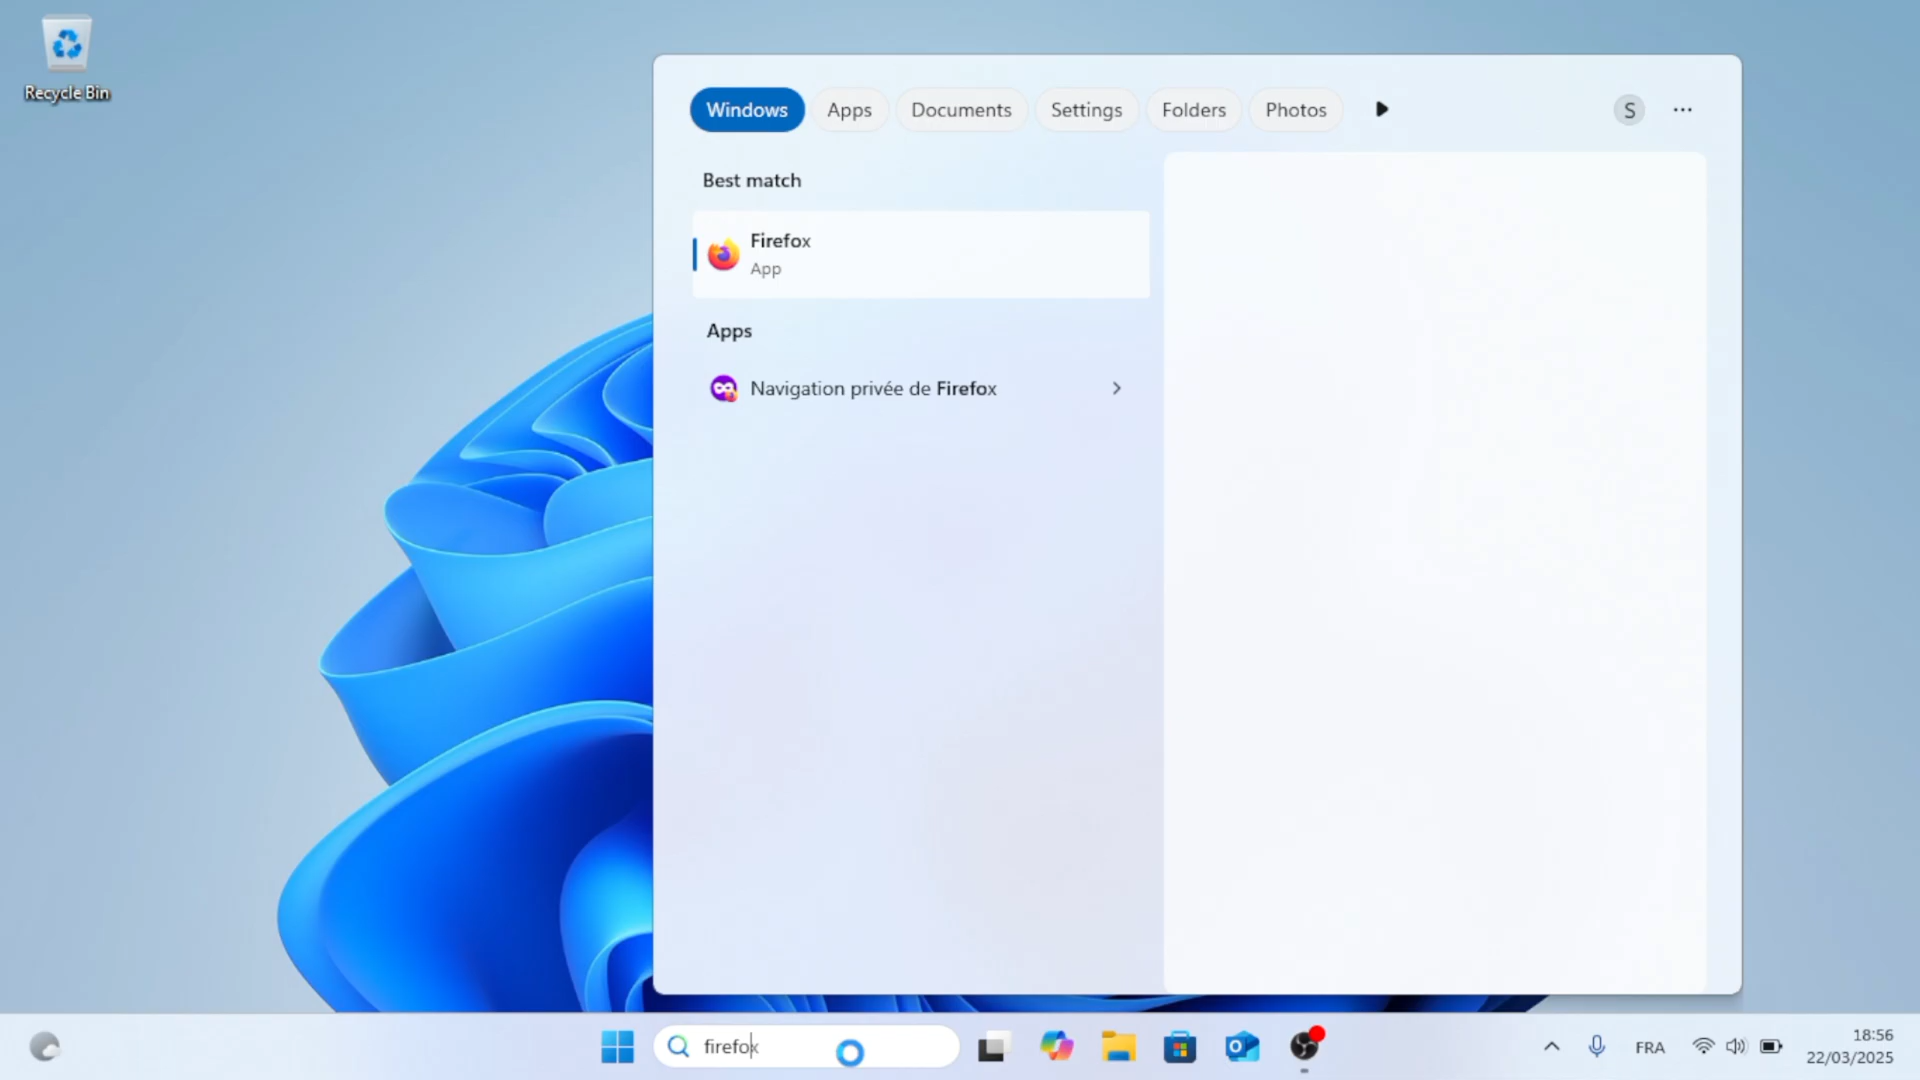 Recycle Bin
Windows
Apps
Documents
Settings
Folders
Photos
S
Best match
Firefox
App
Apps
Navigation privée de Firefox
firefox
FRA
18:56
22/03/2025